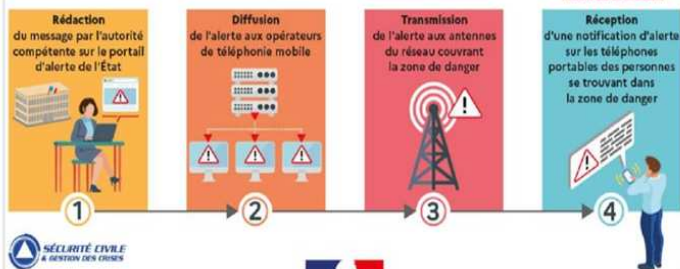 Rédaction
du message par l'autorité
compétente sur le portail
d'alerte de l'État
1
Diffusion
de l'alerte aux opérateurs
de téléphonie mobile
2
Transmission
de l'alerte aux antennes
du réseau couvrant
la zone de danger
3
Réception
d'une notification d'alerte
sur les téléphones
portables des personnes
se trouvant dans
la zone de danger
4
SÉCURITÉ CIVILE
& GESTION DES CRISES